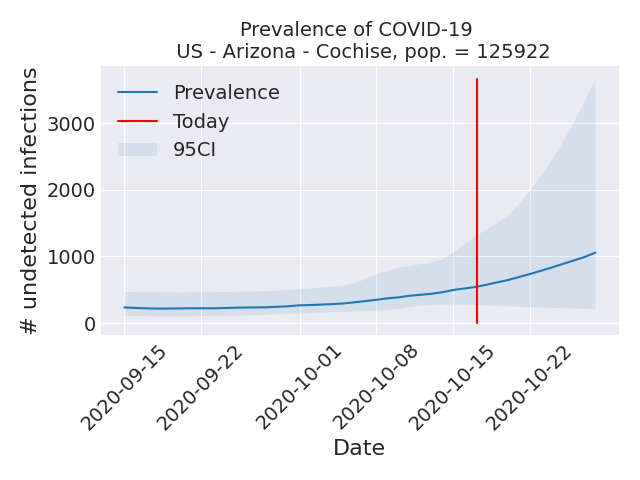 Prevalence of COVID-19
US - Arizona - Cochise, pop. = 125922
# undetected infections
3000
2000
1000
0
Prevalence
Today
95CI
2020-09-15
2020-09-22
2020-10-01
2020-10-08
2020-10-15
2020-10-22
Date